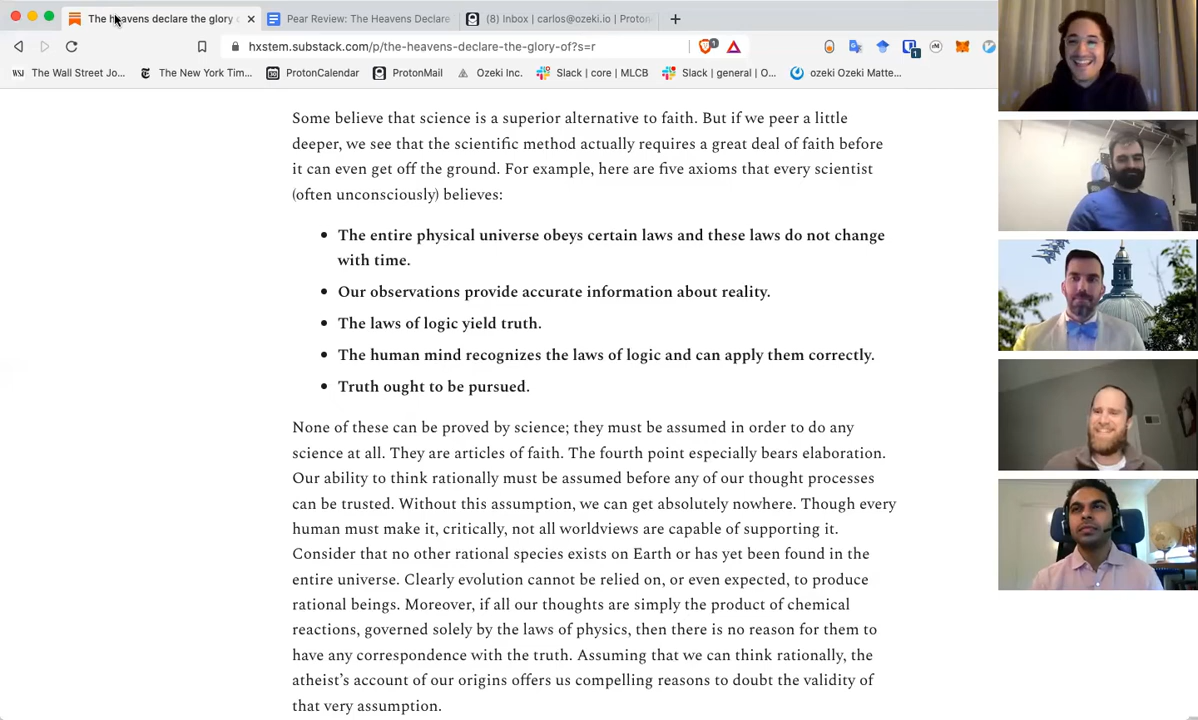 The heavens declare the glory
Pear Review: The Heavens Declare
(8) Inbox | carlos@ozeki.io | Proton
hxstem.substack.com/p/the-heavens-declare-the-glory-of?s=r
1
1
WSJ The Wall Street Jo...
The New York Tim...
ProtonCalendar
ProtonMail
Ozeki Inc.
Slack | core | MLCB
Slack | general | O...
ozeki Ozeki Matte...
Some believe that science is a superior alternative to faith. But if we peer a little
deeper, we see that the scientific method actually requires a great deal of faith before
it can even get off the ground. For example, here are five axioms that every scientist
(often unconsciously) believes:
• The entire physical universe obeys certain laws and these laws do not change
with time.
• Our observations provide accurate information about reality.
• The laws of logic yield truth.
• The human mind recognizes the laws of logic and can apply them correctly.
• Truth ought to be pursued.
None of these can be proved by science; they must be assumed in order to do any
science at all. They are articles of faith. The fourth point especially bears elaboration.
Our ability to think rationally must be assumed before any of our thought processes
can be trusted. Without this assumption, we can get absolutely nowhere. Though every
human must make it, critically, not all worldviews are capable of supporting it.
Consider that no other rational species exists on Earth or has yet been found in the
entire universe. Clearly evolution cannot be relied on, or even expected, to produce
rational beings. Moreover, if all our thoughts are simply the product of chemical
reactions, governed solely by the laws of physics, then there is no reason for them to
have any correspondence with the truth. Assuming that we can think rationally, the
atheist's account of our origins offers us compelling reasons to doubt the validity of
that very assumption.